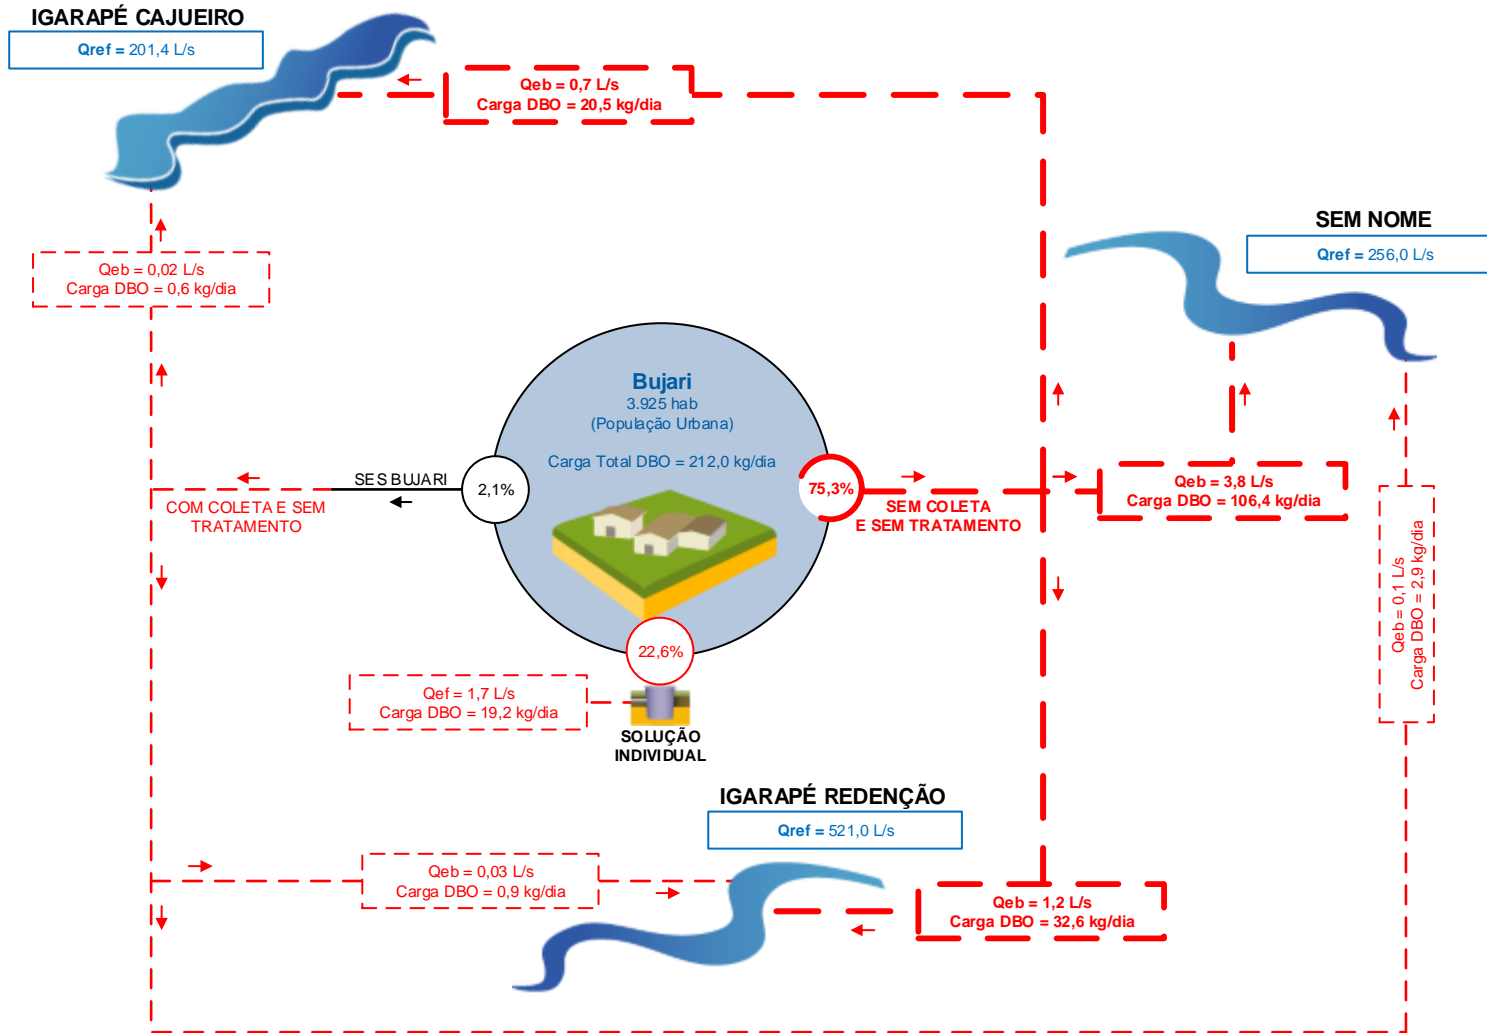 IGARAPÉ CAJUEIRO
Qref = 201,4 L/s
Qeb = 0,7 L/s
Carga DBO = 20,5 kg/dia
SEM NOME
Qref = 256,0 L/s
Qeb = 0,02 L/s
Carga DBO = 0,6 kg/dia
Bujari
3.925 hab
(População Urbana)
Carga Total DBO = 212,0 kg/dia
SES BUJARI
2,1%
75,3%
COM COLETA E SEM
TRATAMENTO
SEM COLETA
E SEM TRATAMENTO
Qeb = 3,8 L/s
Carga DBO = 106,4 kg/dia
Qeb = 0,1 L/s
Carga DBO = 2,9 kg/dia
22,6%
Qef = 1,7 L/s
Carga DBO = 19,2 kg/dia
SOLUÇÃO
INDIVIDUAL
IGARAPÉ REDENÇÃO
Qref = 521,0 L/s
Qeb = 0,03 L/s
Carga DBO = 0,9 kg/dia
Qeb = 1,2 L/s
Carga DBO = 32,6 kg/dia